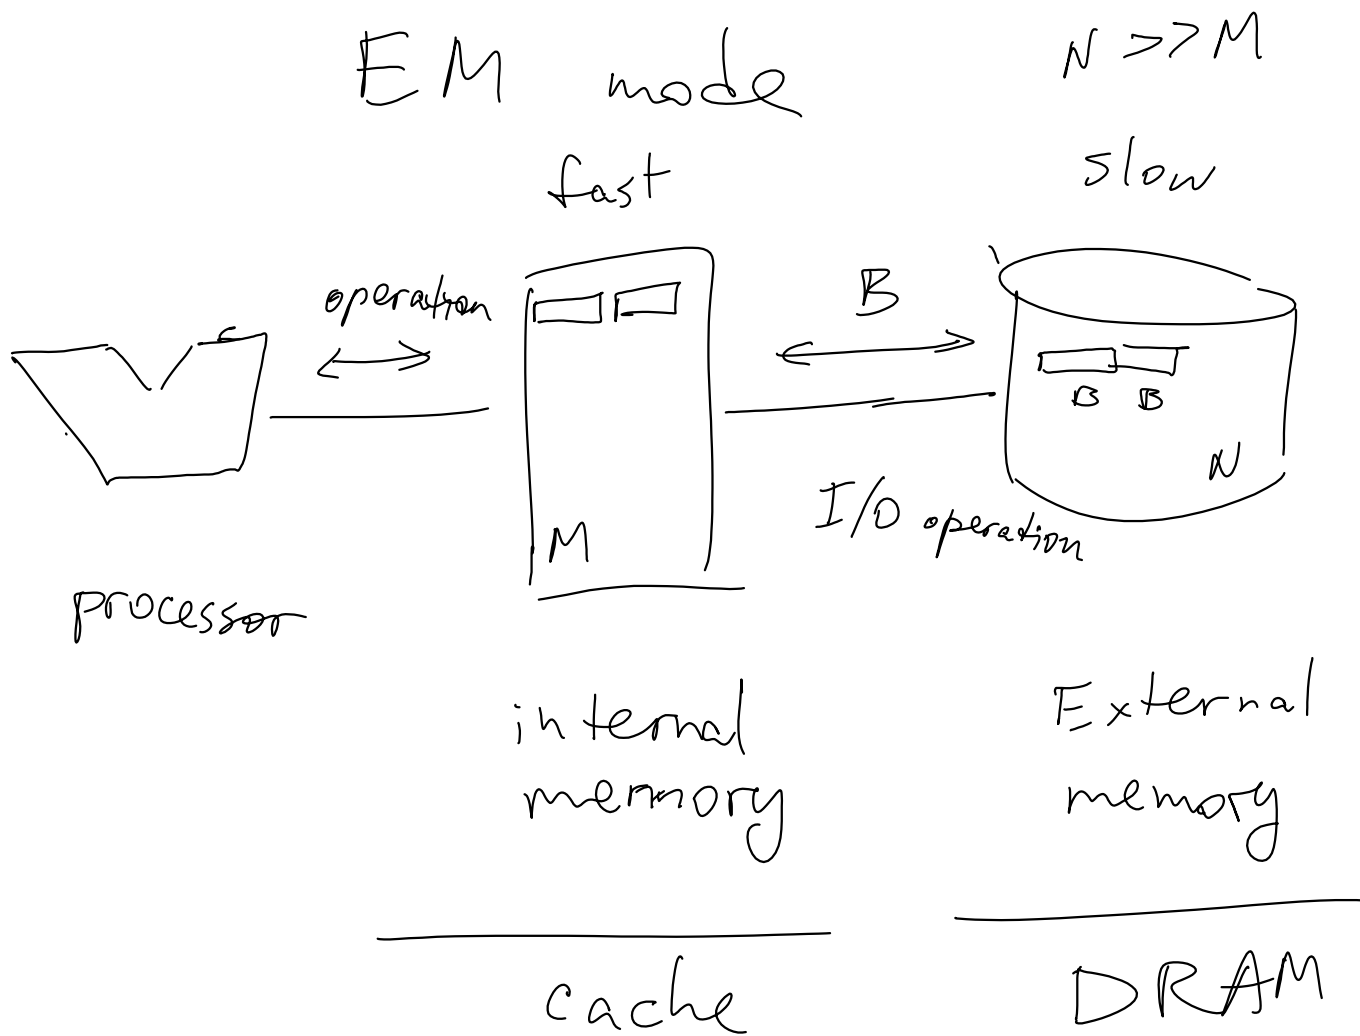 EM mode
N >> M
fast
slow
operation
B
B B
N
M
I/O operation
processor
internal
memory
External
memory
cache
DRAM